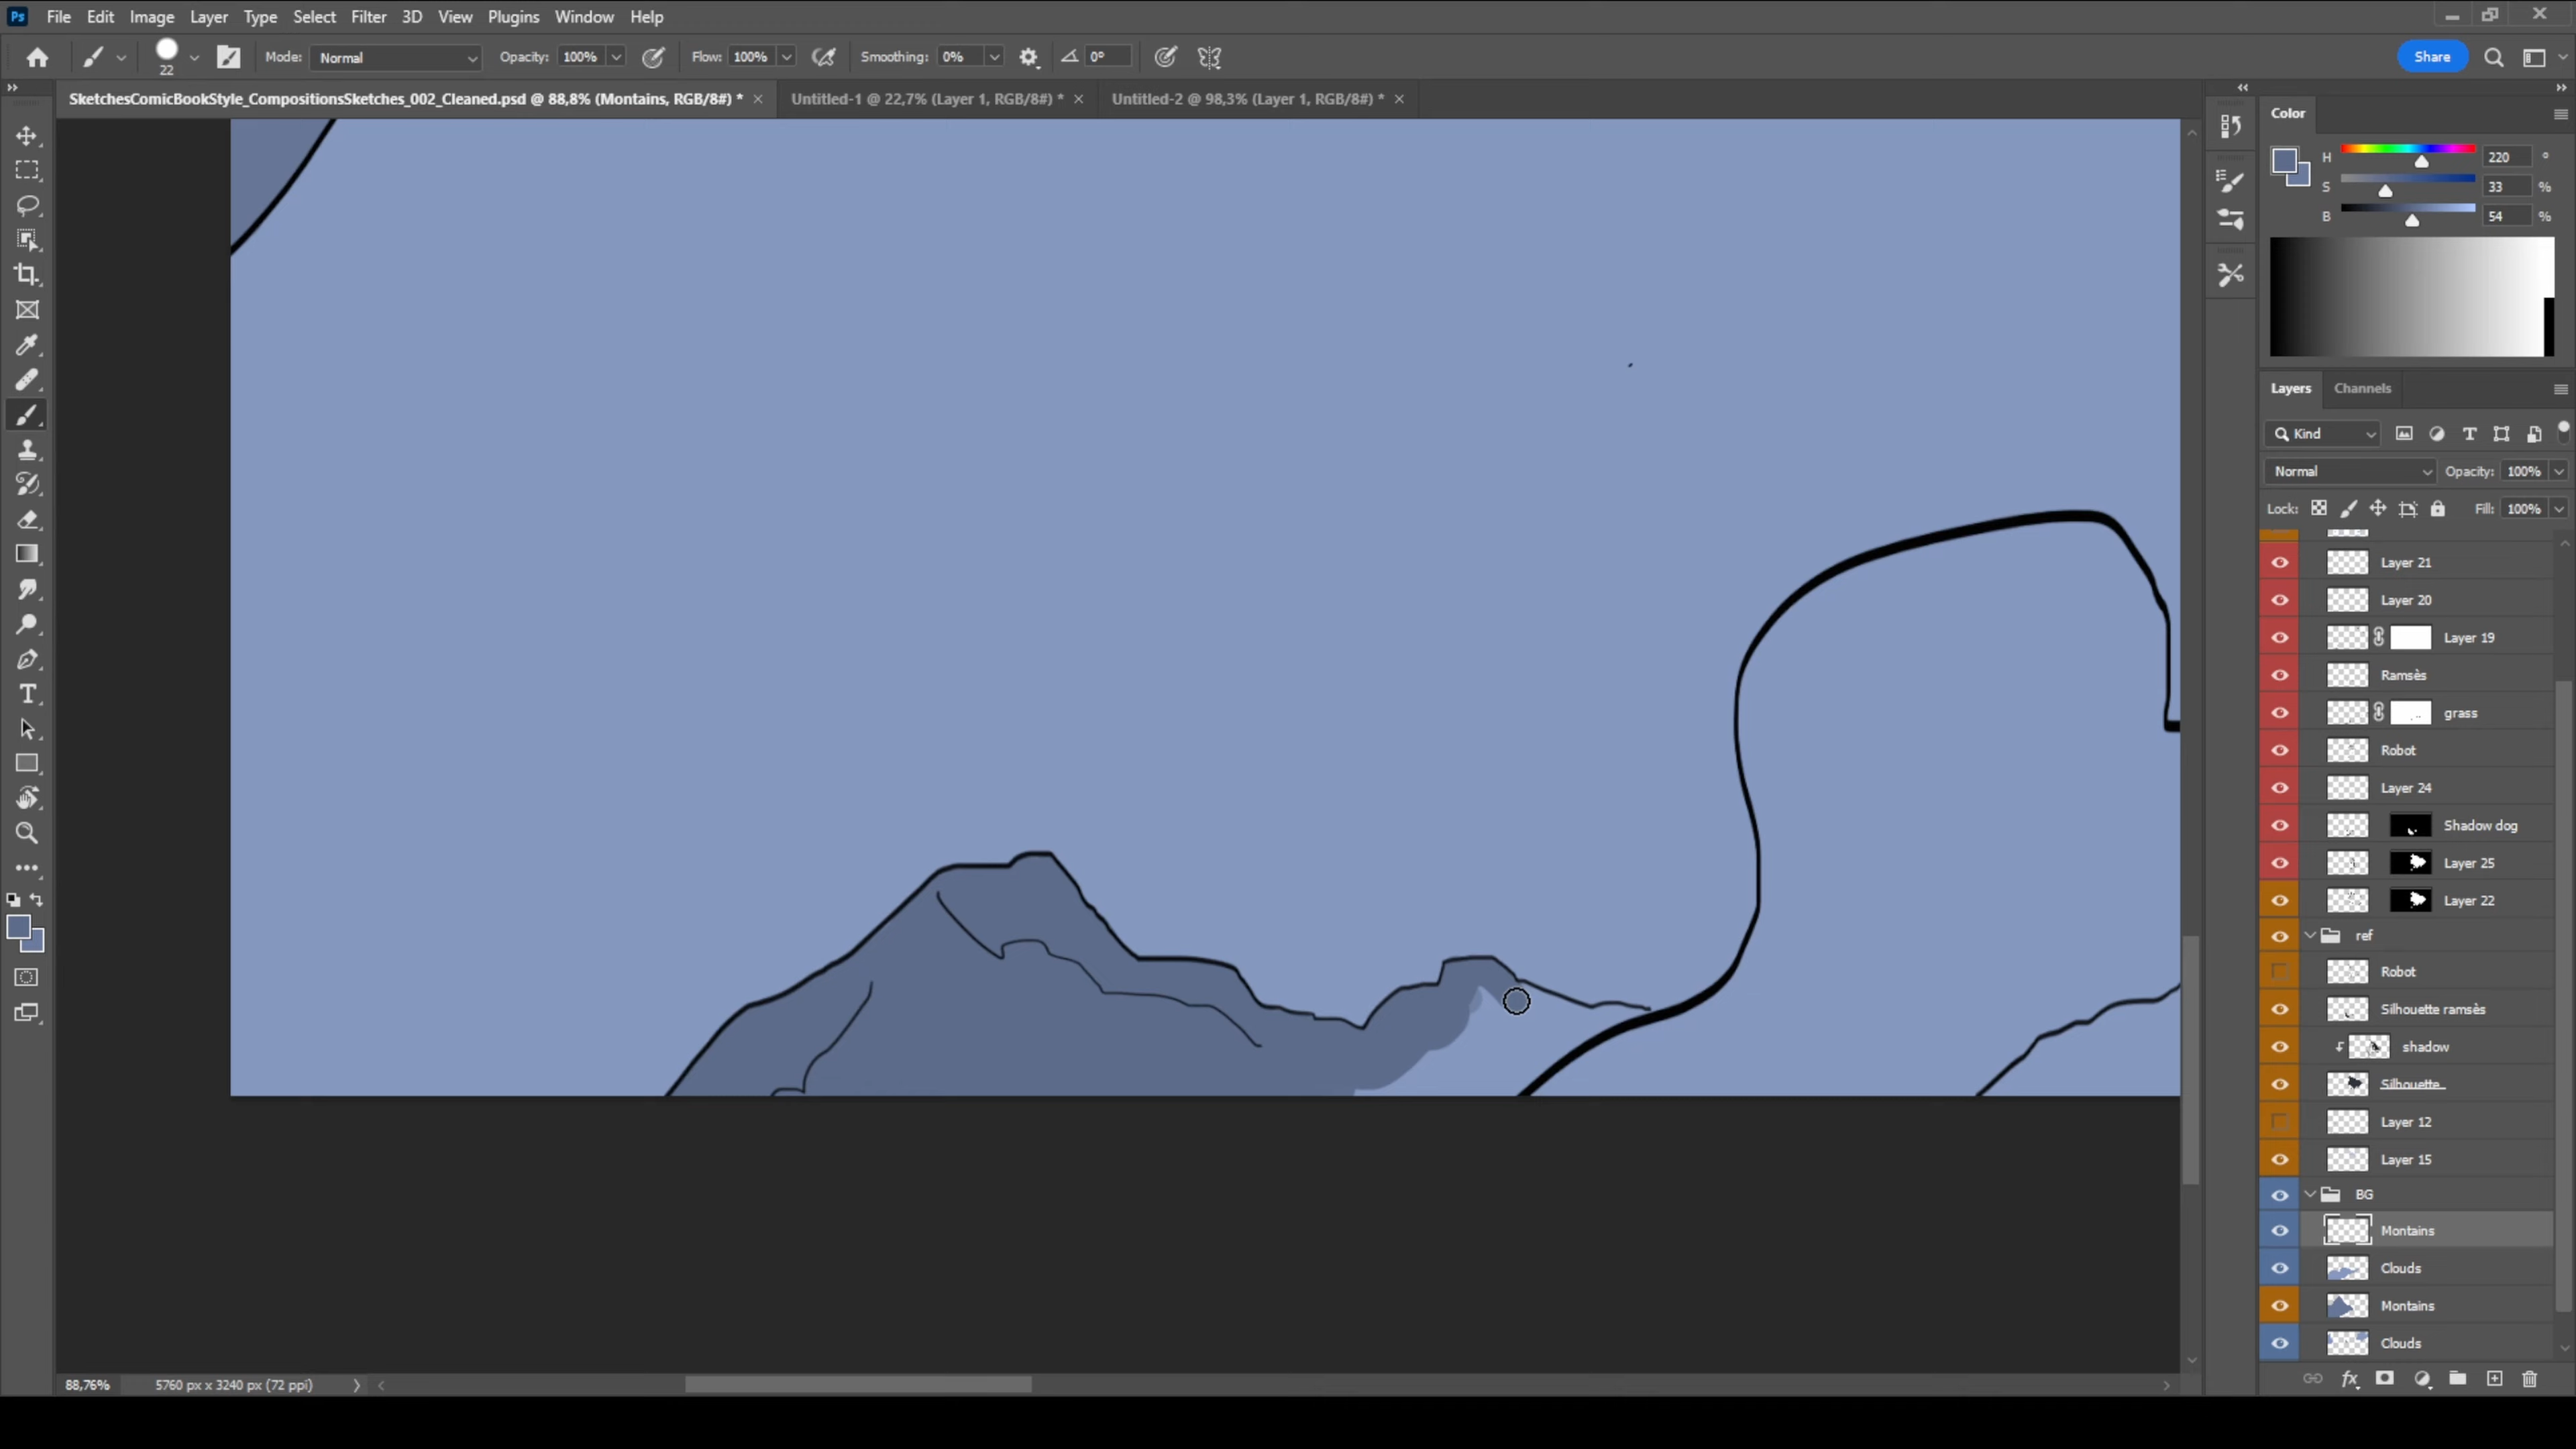 Ps File Edit Image Layer Type Select Filter 3D View Plugins Window Help
22 Mode: Normal Opacity: 100% Flow: 100% Smoothing: 0% 0° Share
SketchesComicBookStyle_CompositionsSketches_002_Cleaned.psd @ 88,8% (Montains, RGB/8#) * Untitled-1 @ 22,7% (Layer 1, RGB/8#) * Untitled-2 @ 98,3% (Layer 1, RGB/8#) *
Color
H 220 °
S 33 %
B 54 %
Layers Channels
Kind
Normal Opacity: 100%
Lock: Fill: 100%
Layer 21
Layer 20
Layer 19
Ramsès
grass
Robot
Layer 24
Shadow dog
Layer 25
Layer 22
ref
Robot
Silhouette ramsès
shadow
Silhouette
Layer 12
Layer 15
BG
Montains
Clouds
Montains
Clouds
88,76% 5760 px x 3240 px (72 ppi)